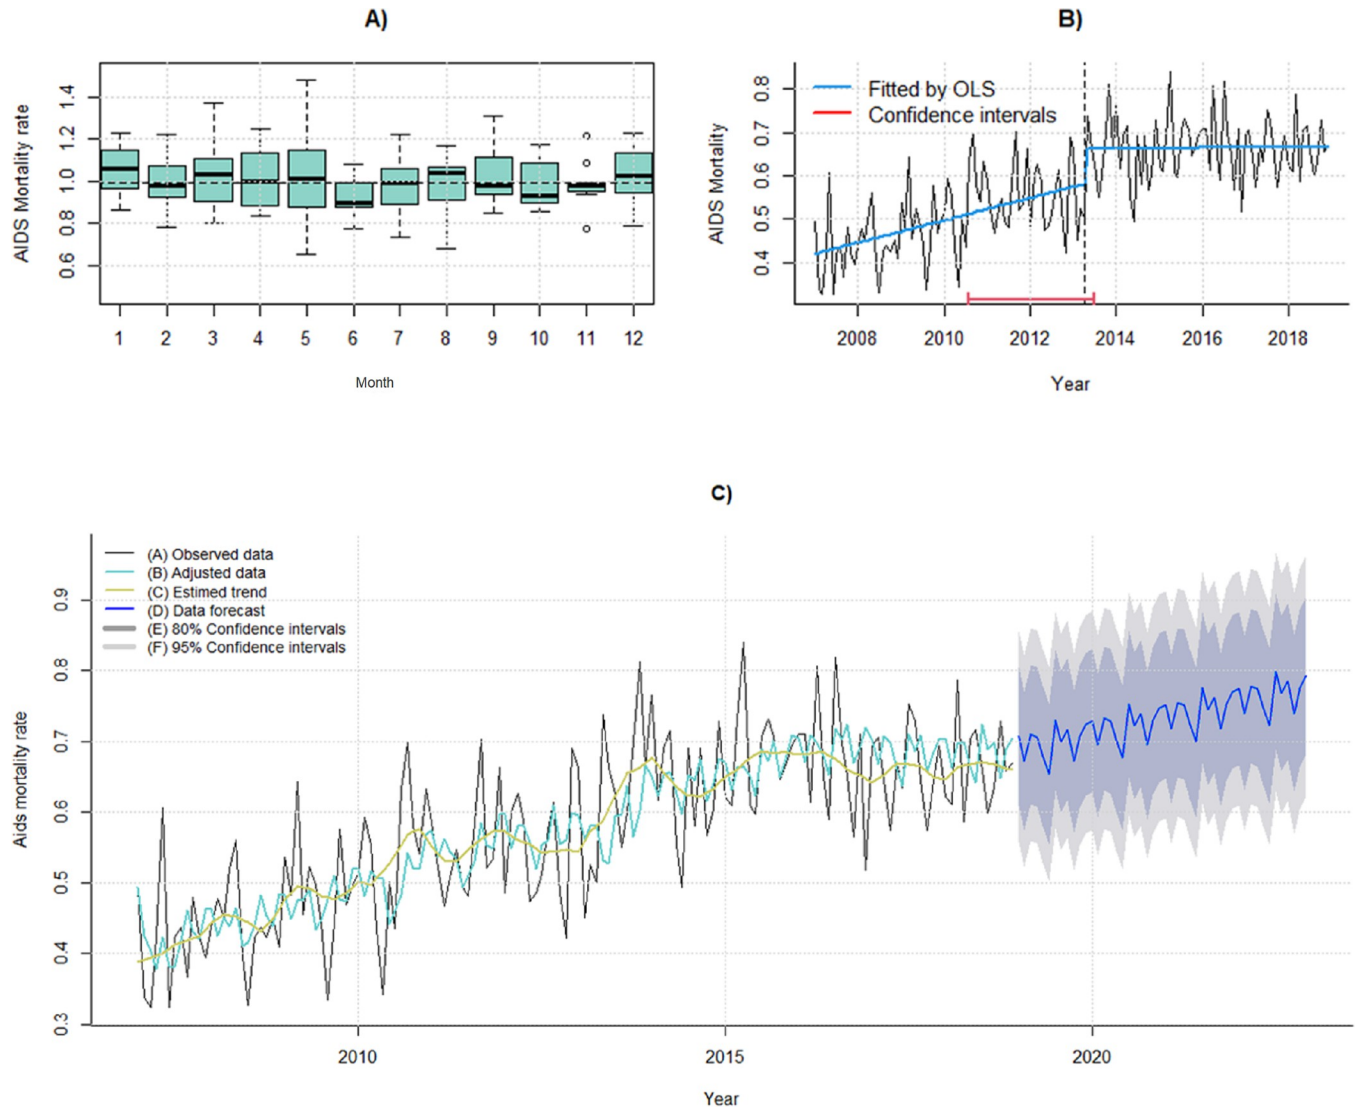 A)
AIDS Mortality rate
1.4
1.2
1.0
0.8
0.6
1 2 3 4 5 6 7 8 9 10 11 12
Month
B)
AIDS Mortality
0.8
0.7
0.6
0.5
0.4
Fitted by OLS
Confidence intervals
2008 2010 2012 2014 2016 2018
Year
C)
Aids mortality rate
(A) Observed data
(B) Adjusted data
(C) Estimed trend
(D) Data forecast
(E) 80% Confidence intervals
(F) 95% Confidence intervals
0.9
0.8
0.7
0.6
0.5
0.4
0.3
2010 2015 2020
Year